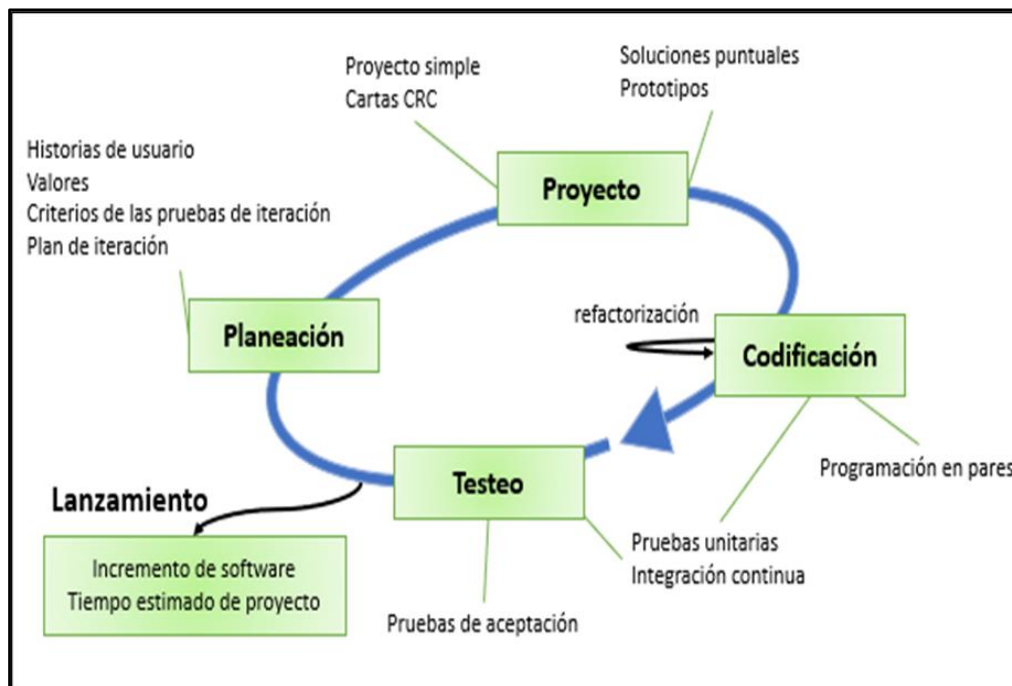 Proyecto simple
Cartas CRC
Soluciones puntuales
Prototipos
Historias de usuario
Valores
Criterios de las pruebas de iteración
Plan de iteración
Proyecto
Planeación
refactorización
Codificación
Testeo
Programación en pares
Lanzamiento
Incremento de software
Tiempo estimado de proyecto
Pruebas unitarias
Integración continua
Pruebas de aceptación